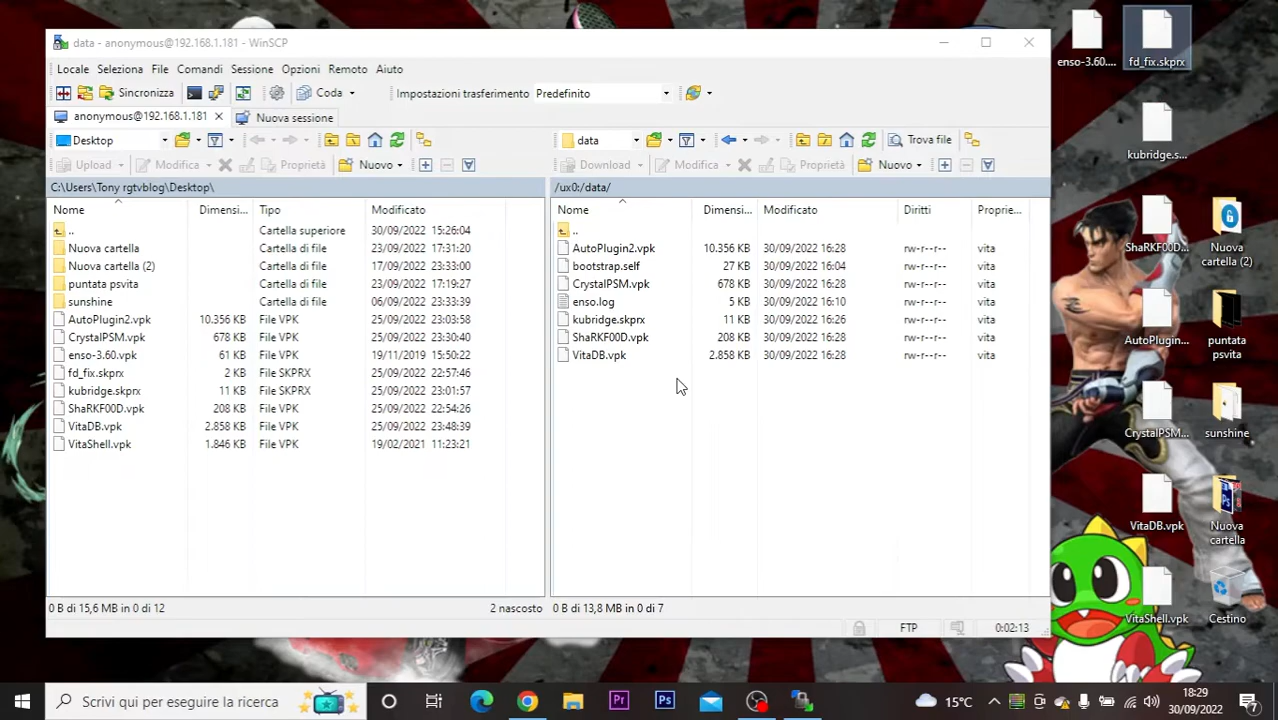 data - anonymous@192.168.1.181 - WinSCP
Locale Seleziona File Comandi Sessione Opzioni Remoto Aiuto
Sincronizza Coda Impostazioni trasferimento Predefinito
anonymous@192.168.1.181 Nuova sessione
Desktop data Trova file
Upload Modifica Proprietà Nuovo Download Modifica Proprietà Nuovo
C:\Users\Tony rgtvblog\Desktop\ /ux0:/data/
Nome Dimensi... Tipo Modificato
.. Cartella superiore 30/09/2022 15:26:04
Nuova cartella Cartella di file 23/09/2022 17:31:20
Nuova cartella (2) Cartella di file 17/09/2022 23:33:00
puntata psvita Cartella di file 23/09/2022 17:19:27
sunshine Cartella di file 06/09/2022 23:33:39
AutoPlugin2.vpk 10.356 KB File VPK 25/09/2022 23:03:58
CrystalPSM.vpk 678 KB File VPK 25/09/2022 23:30:40
enso-3.60.vpk 61 KB File VPK 19/11/2019 15:50:22
fd_fix.skprx 2 KB File SKPRX 25/09/2022 22:57:46
kubridge.skprx 11 KB File SKPRX 25/09/2022 23:01:57
ShaRKF00D.vpk 208 KB File VPK 25/09/2022 22:54:26
VitaDB.vpk 2.858 KB File VPK 25/09/2022 23:48:39
VitaShell.vpk 1.846 KB File VPK 19/02/2021 11:23:21
Nome Dimensi... Modificato Diritti Proprie...
..
AutoPlugin2.vpk 10.356 KB 30/09/2022 16:28 rw-r--r-- vita
bootstrap.self 27 KB 30/09/2022 16:04 rw-r--r-- vita
CrystalPSM.vpk 678 KB 30/09/2022 16:28 rw-r--r-- vita
enso.log 5 KB 30/09/2022 16:10 rw-r--r-- vita
kubridge.skprx 11 KB 30/09/2022 16:26 rw-r--r-- vita
ShaRKF00D.vpk 208 KB 30/09/2022 16:28 rw-r--r-- vita
VitaDB.vpk 2.858 KB 30/09/2022 16:28 rw-r--r-- vita
0 B di 15,6 MB in 0 di 12 2 nascosto 0 B di 13,8 MB in 0 di 7
FTP 0:02:13
enso-3.60.... fd_fix.skprx
kubridge.s...
ShaRKF00D... Nuova
cartella (2)
AutoPlugin... puntata
psvita
CrystalPSM... sunshine
VitaDB.vpk Nuova
cartella
VitaShell.vpk Cestino
Scrivi qui per eseguire la ricerca Pr Ps 15°C 18:29
30/09/2022 7